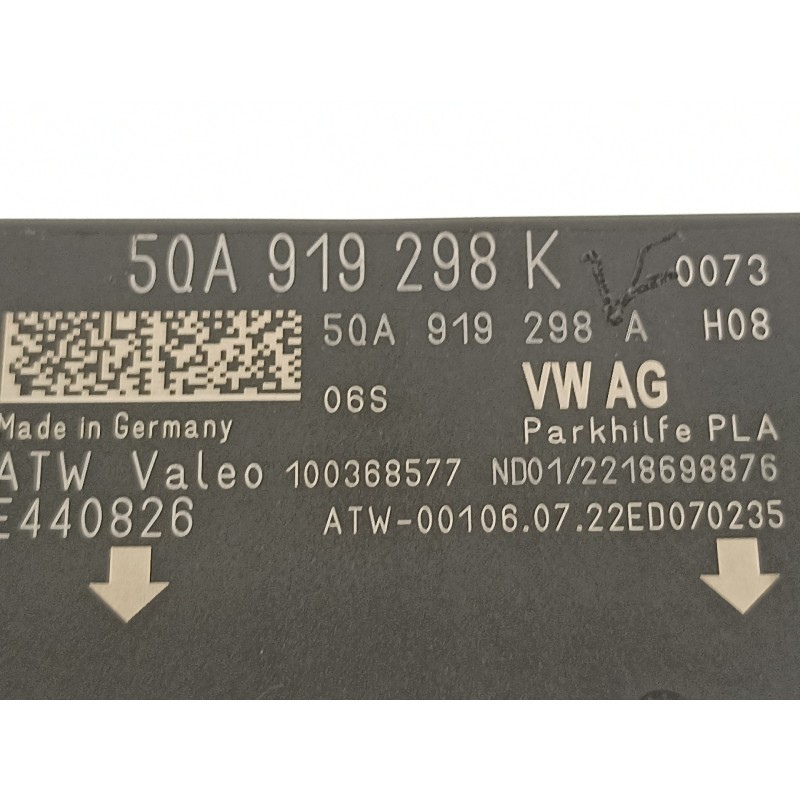 5QA 919 298 K 0073
5QA 919 298 A H08
06S VW AG
Made in Germany Parkhilfe PLA
ATW Valeo 100368577 ND01/2218698876
E440826 ATW-00106.07.22ED070235